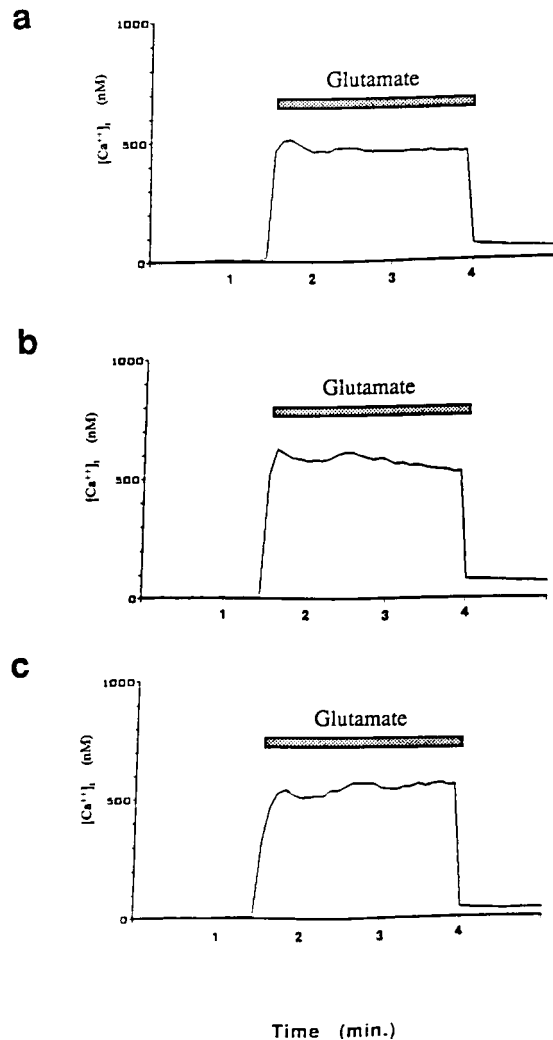 a
1000
Glutamate
[Ca⁺⁺]ᵢ (nM)
500
0
1 2 3 4
b
1000
Glutamate
[Ca⁺⁺]ᵢ (nM)
500
0
1 2 3 4
c
1000
Glutamate
[Ca⁺⁺]ᵢ (nM)
500
0
1 2 3 4
Time (min.)